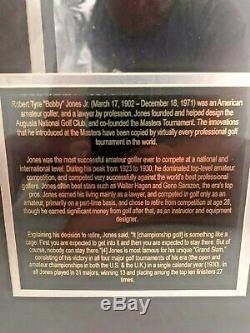 Robert Tyre "Bobby" Jones Jr. (March 17, 1902 – December 18, 1971) was an
American amateur golfer, and a lawyer by profession, Jones founded and
helped design the Augusta National Golf Club, and co-founded the Masters
Tournament. The innovations that he introduced at the Masters have been
copied by virtually every professional golf tournament in the world.
Jones was the most successful amateur golfer ever to compete at a national and
international level. During his peak from 1923 to 1930, he dominated top-level amateur
competition, and competed very successfully against the world's best professional
golfers. Jones often beat stars such as Walter Hagen and Gene Sarazen, the era's top
pros. Jones earned his living mainly as a lawyer, and competed in golf only as an
amateur, primarily on a part-time basis, and chose to retire from competition at age 28,
though he earned significant money from golf after that, as an instructor and equipment
designer.
Explaining his decision to retire, Jones said, "It [championship golf] is something like a
cage. First you are expected to get into it and then you are expected to stay there. But of
course, nobody can stay there."[4] Jones is most famous for his unique "Grand Slam",
consisting of his victory in all four major golf tournaments of his era (the open and
amateur championships in both the U.S. & the U.K.) in a single calendar year (1930). In
all Jones played in 31 majors, winning 13 and placing among the top ten finishers 27
times.